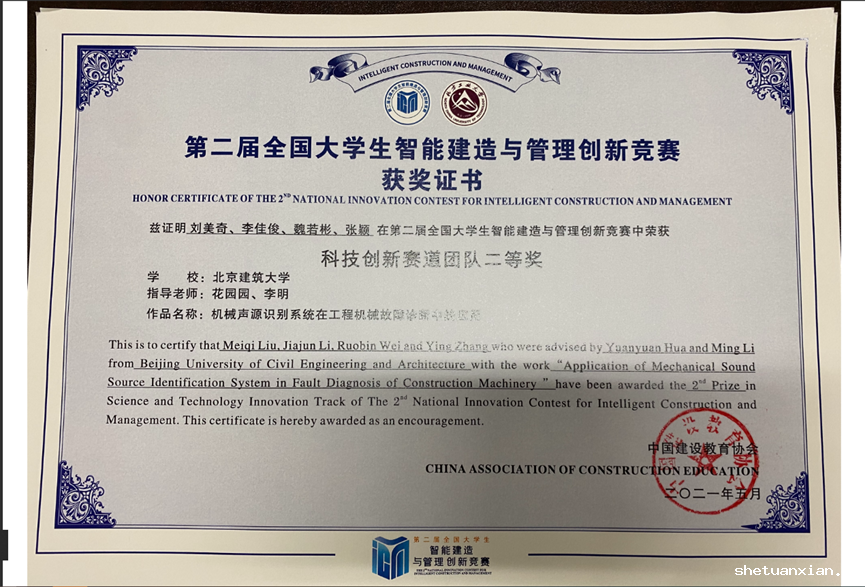 INTELLIGENT CONSTRUCTION AND MANAGEMENT
第二届全国大学生智能建造与管理创新竞赛
获奖证书
HONOR CERTIFICATE OF THE 2ND NATIONAL INNOVATION CONTEST FOR INTELLIGENT CONSTRUCTION AND MANAGEMENT
兹证明 刘美奇、李佳俊、魏若彬、张颖 在第二届全国大学生智能建造与管理创新竞赛中荣获
科技创新赛道团队二等奖
学 校：北京建筑大学
指导老师：花园园、李明
作品名称：机械声源识别系统在工程机械故障诊断中的应用
This is to certify that Meiqi Liu, Jiajun Li, Ruobin Wei and Ying Zhang who were advised by Yuanyuan Hua and Ming Li
from Beijing University of Civil Engineering and Architecture with the work “Application of Mechanical Sound
Source Identification System in Fault Diagnosis of Construction Machinery ” have been awarded the 2nd Prize in
Science and Technology Innovation Track of The 2nd National Innovation Contest for Intelligent Construction and
Management. This certificate is hereby awarded as an encouragement.
中国建设教育协会
CHINA ASSOCIATION OF CONSTRUCTION EDUCATION
二〇二一年五月
第二届全国大学生
智能建造
与管理创新竞赛
shetuanxian.